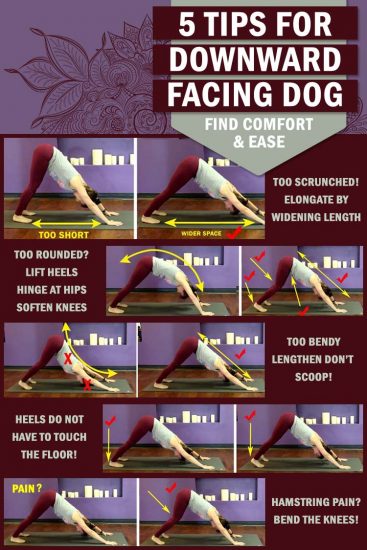 5 TIPS FOR
DOWNWARD
FACING DOG
FIND COMFORT
& EASE
TOO SHORT
WIDER SPACE
TOO SCRUNCHED!
ELONGATE BY
WIDENING LENGTH
TOO ROUNDED?
LIFT HEELS
HINGE AT HIPS
SOFTEN KNEES
X
X
TOO BENDY
LENGTHEN DON'T
SCOOP!
HEELS DO NOT
HAVE TO TOUCH
THE FLOOR!
PAIN?
HAMSTRING PAIN?
BEND THE KNEES!